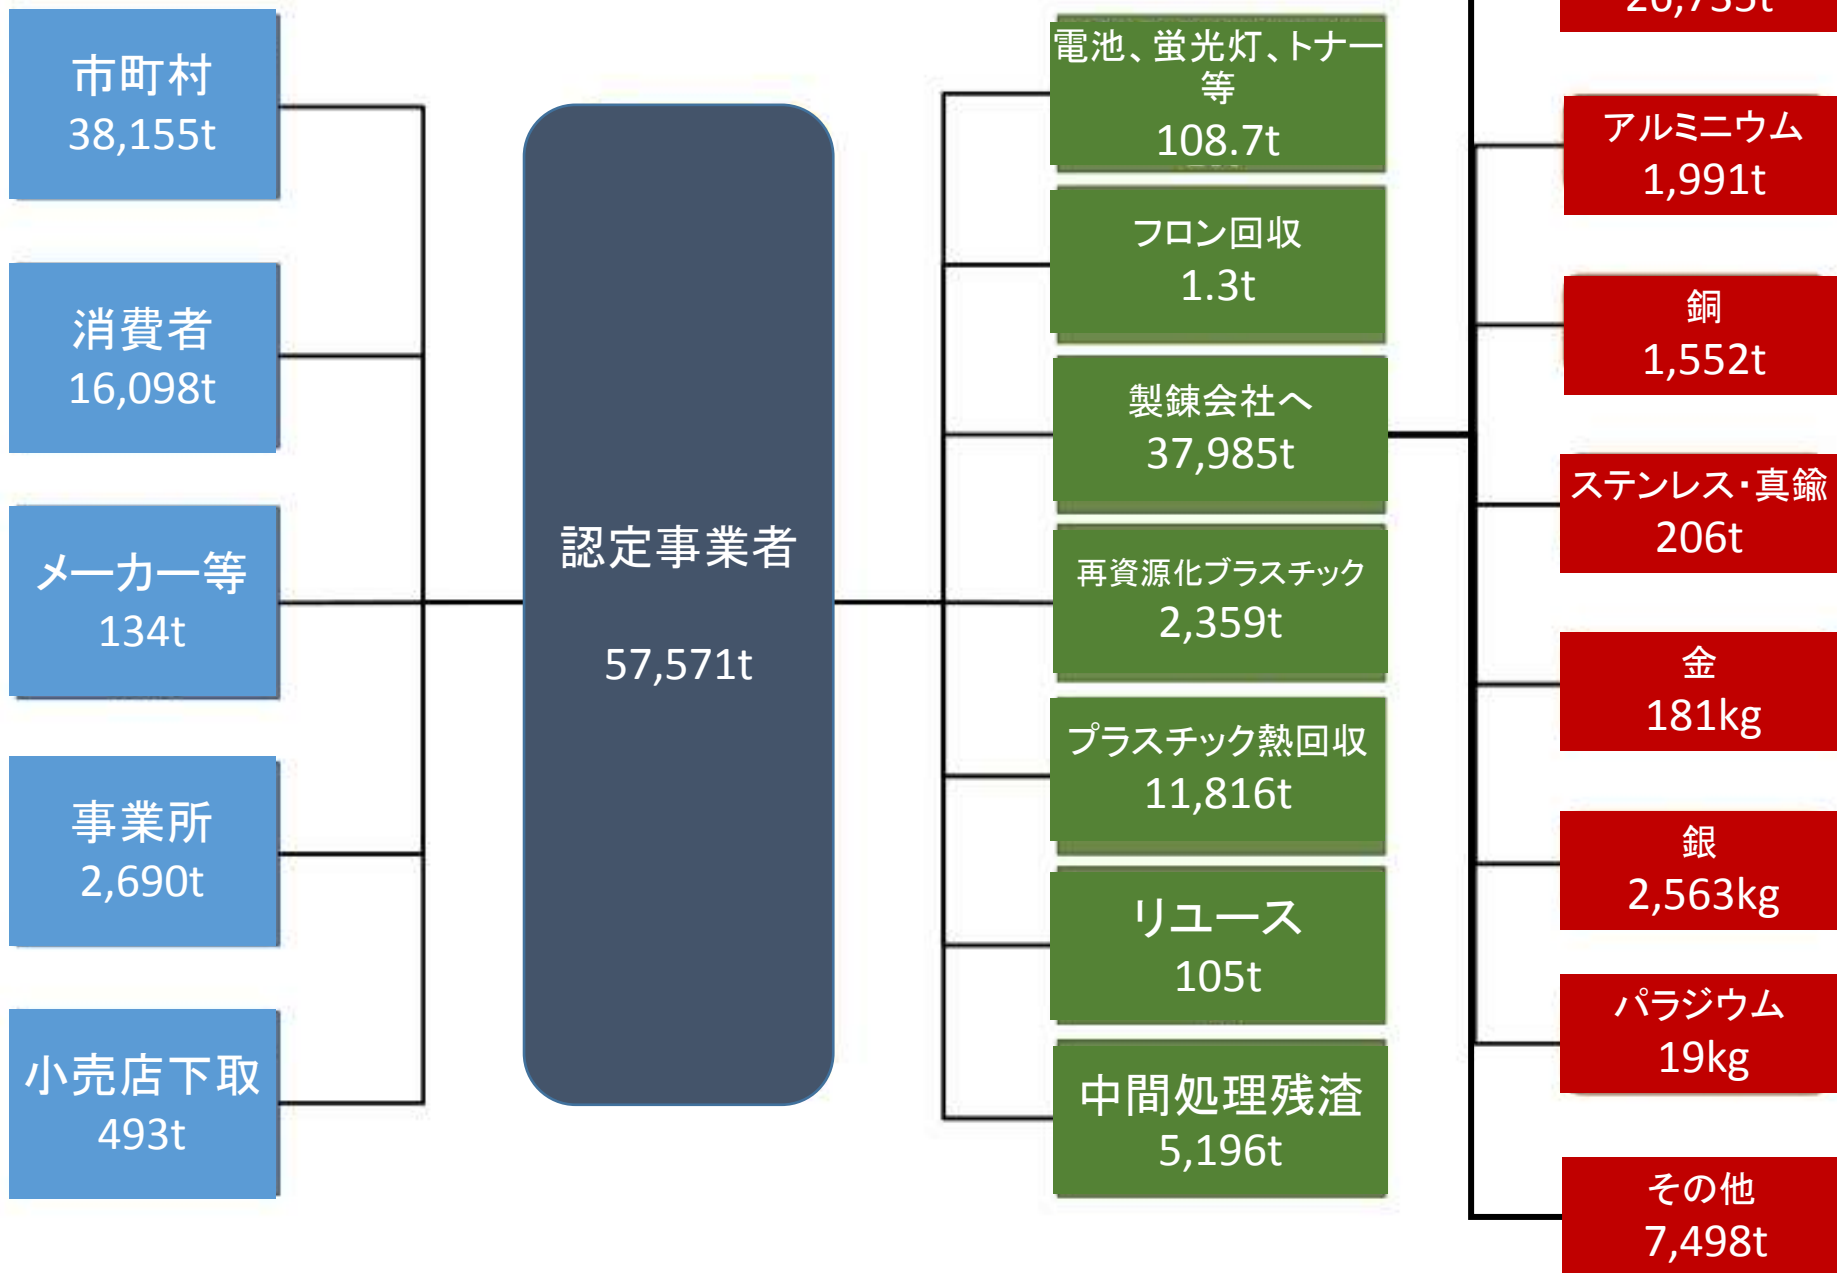 市町村
38,155t
消費者
16,098t
メーカー等
134t
事業所
2,690t
小売店下取
493t
認定事業者
57,571t
電池、蛍光灯、トナー
等
108.7t
フロン回収
1.3t
製錬会社へ
37,985t
再資源化プラスチック
2,359t
プラスチック熱回収
11,816t
リユース
105t
中間処理残渣
5,196t
アルミニウム
1,991t
銅
1,552t
ステンレス・真鍮
206t
金
181kg
銀
2,563kg
パラジウム
19kg
その他
7,498t